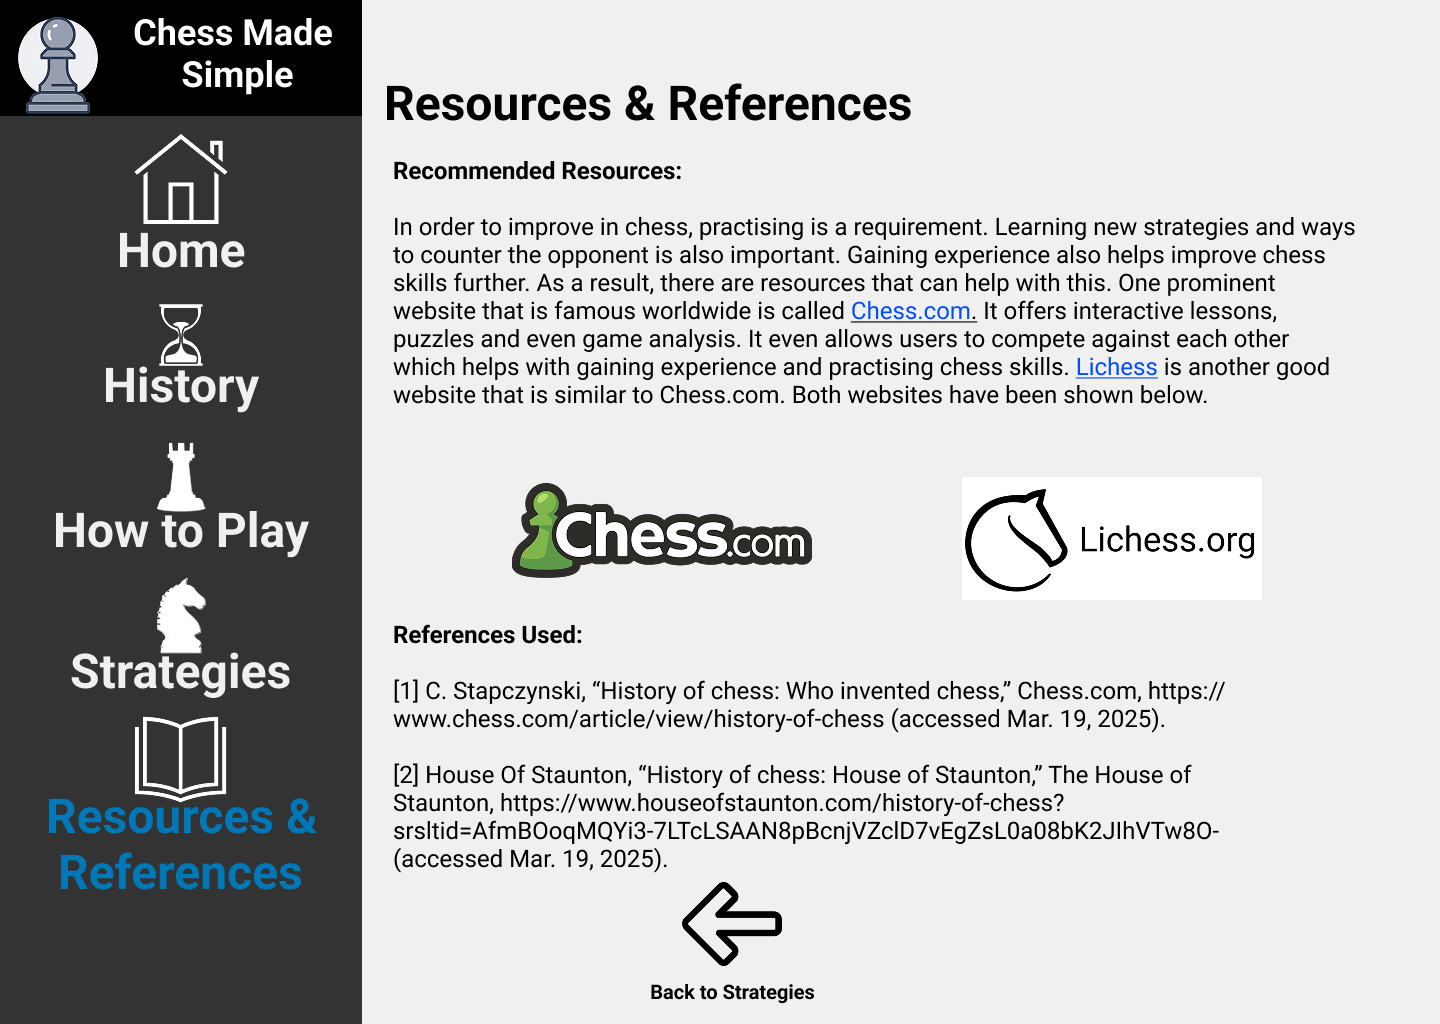 Chess Made
Simple
Home
History
How to Play
Strategies
Resources &
References
Resources & References
Recommended Resources:
In order to improve in chess, practising is a requirement. Learning new strategies and ways
to counter the opponent is also important. Gaining experience also helps improve chess
skills further. As a result, there are resources that can help with this. One prominent
website that is famous worldwide is called Chess.com. It offers interactive lessons,
puzzles and even game analysis. It even allows users to compete against each other
which helps with gaining experience and practising chess skills. Lichess is another good
website that is similar to Chess.com. Both websites have been shown below.
Chess.com
Lichess.org
References Used:
[1] C. Stapczynski, “History of chess: Who invented chess,” Chess.com, https://
www.chess.com/article/view/history-of-chess (accessed Mar. 19, 2025).
[2] House Of Staunton, “History of chess: House of Staunton,” The House of
Staunton, https://www.houseofstaunton.com/history-of-chess?
srsltid=AfmBOoqMQYi3-7LTcLSAAN8pBcnjVZclD7vEgZsL0a08bK2JIhVTw8O-
(accessed Mar. 19, 2025).
Back to Strategies